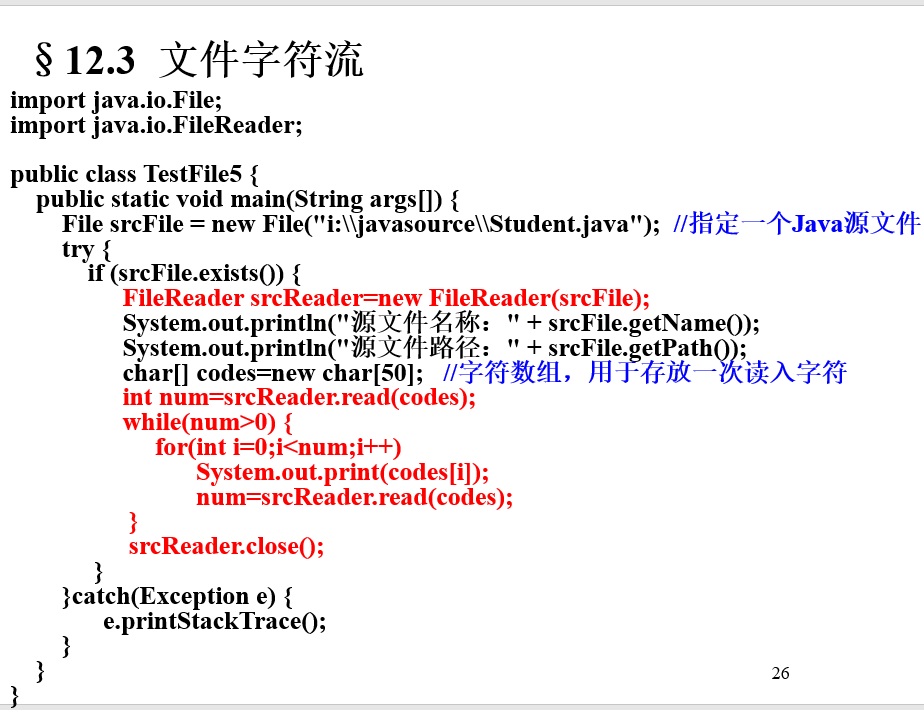 § 12.3 文件字符流
import java.io.File;
import java.io.FileReader;
public class TestFile5 {
public static void main(String args[]) {
File srcFile = new File("i:\\javasource\\Student.java"); //指定一个Java源文件
try {
if (srcFile.exists()) {
FileReader srcReader=new FileReader(srcFile);
System.out.println("源文件名称：" + srcFile.getName());
System.out.println("源文件路径：" + srcFile.getPath());
char[] codes=new char[50]; //字符数组，用于存放一次读入字符
int num=srcReader.read(codes);
while(num>0) {
for(int i=0;i<num;i++)
System.out.print(codes[i]);
num=srcReader.read(codes);
}
srcReader.close();
}
}catch(Exception e) {
e.printStackTrace();
}
}
26
}